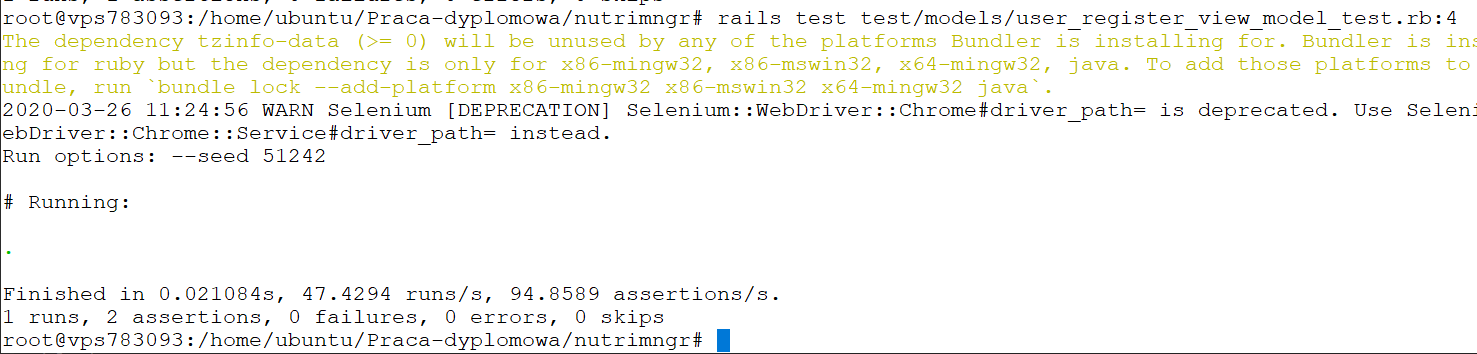 root@vps783093:/home/ubuntu/Praca-dyplomowa/nutrimngr# rails test test/models/user_register_view_model_test.rb:4
The dependency tzinfo-data (>= 0) will be unused by any of the platforms Bundler is installing for. Bundler is ins
ng for ruby but the dependency is only for x86-mingw32, x86-mswin32, x64-mingw32, java. To add those platforms to
undle, run `bundle lock --add-platform x86-mingw32 x86-mswin32 x64-mingw32 java`.
2020-03-26 11:24:56 WARN Selenium [DEPRECATION] Selenium::WebDriver::Chrome#driver_path= is deprecated. Use Seleni
ebDriver::Chrome::Service#driver_path= instead.
Run options: --seed 51242
# Running:
.
Finished in 0.021084s, 47.4294 runs/s, 94.8589 assertions/s.
1 runs, 2 assertions, 0 failures, 0 errors, 0 skips
root@vps783093:/home/ubuntu/Praca-dyplomowa/nutrimngr#